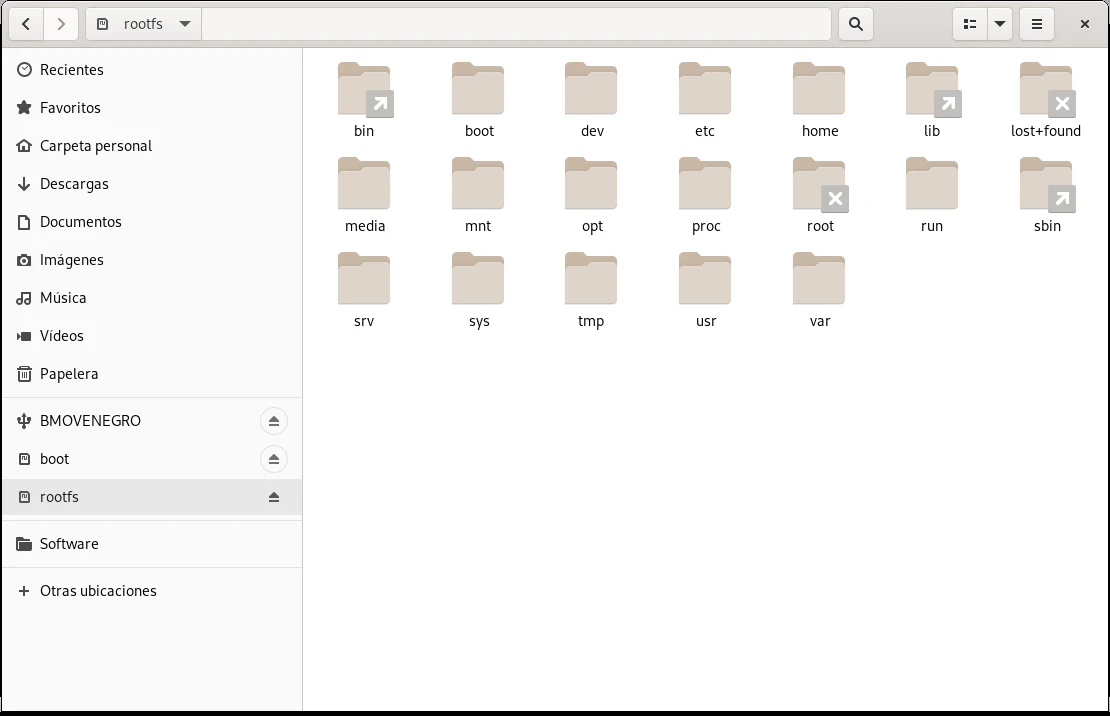 rootfs
Recientes
Favoritos
Carpeta personal
Descargas
Documentos
Imágenes
Música
Vídeos
Papelera
BMOVENEGRO
boot
rootfs
Software
Otras ubicaciones
bin boot dev etc home lib lost+found
media mnt opt proc root run sbin
srv sys tmp usr var